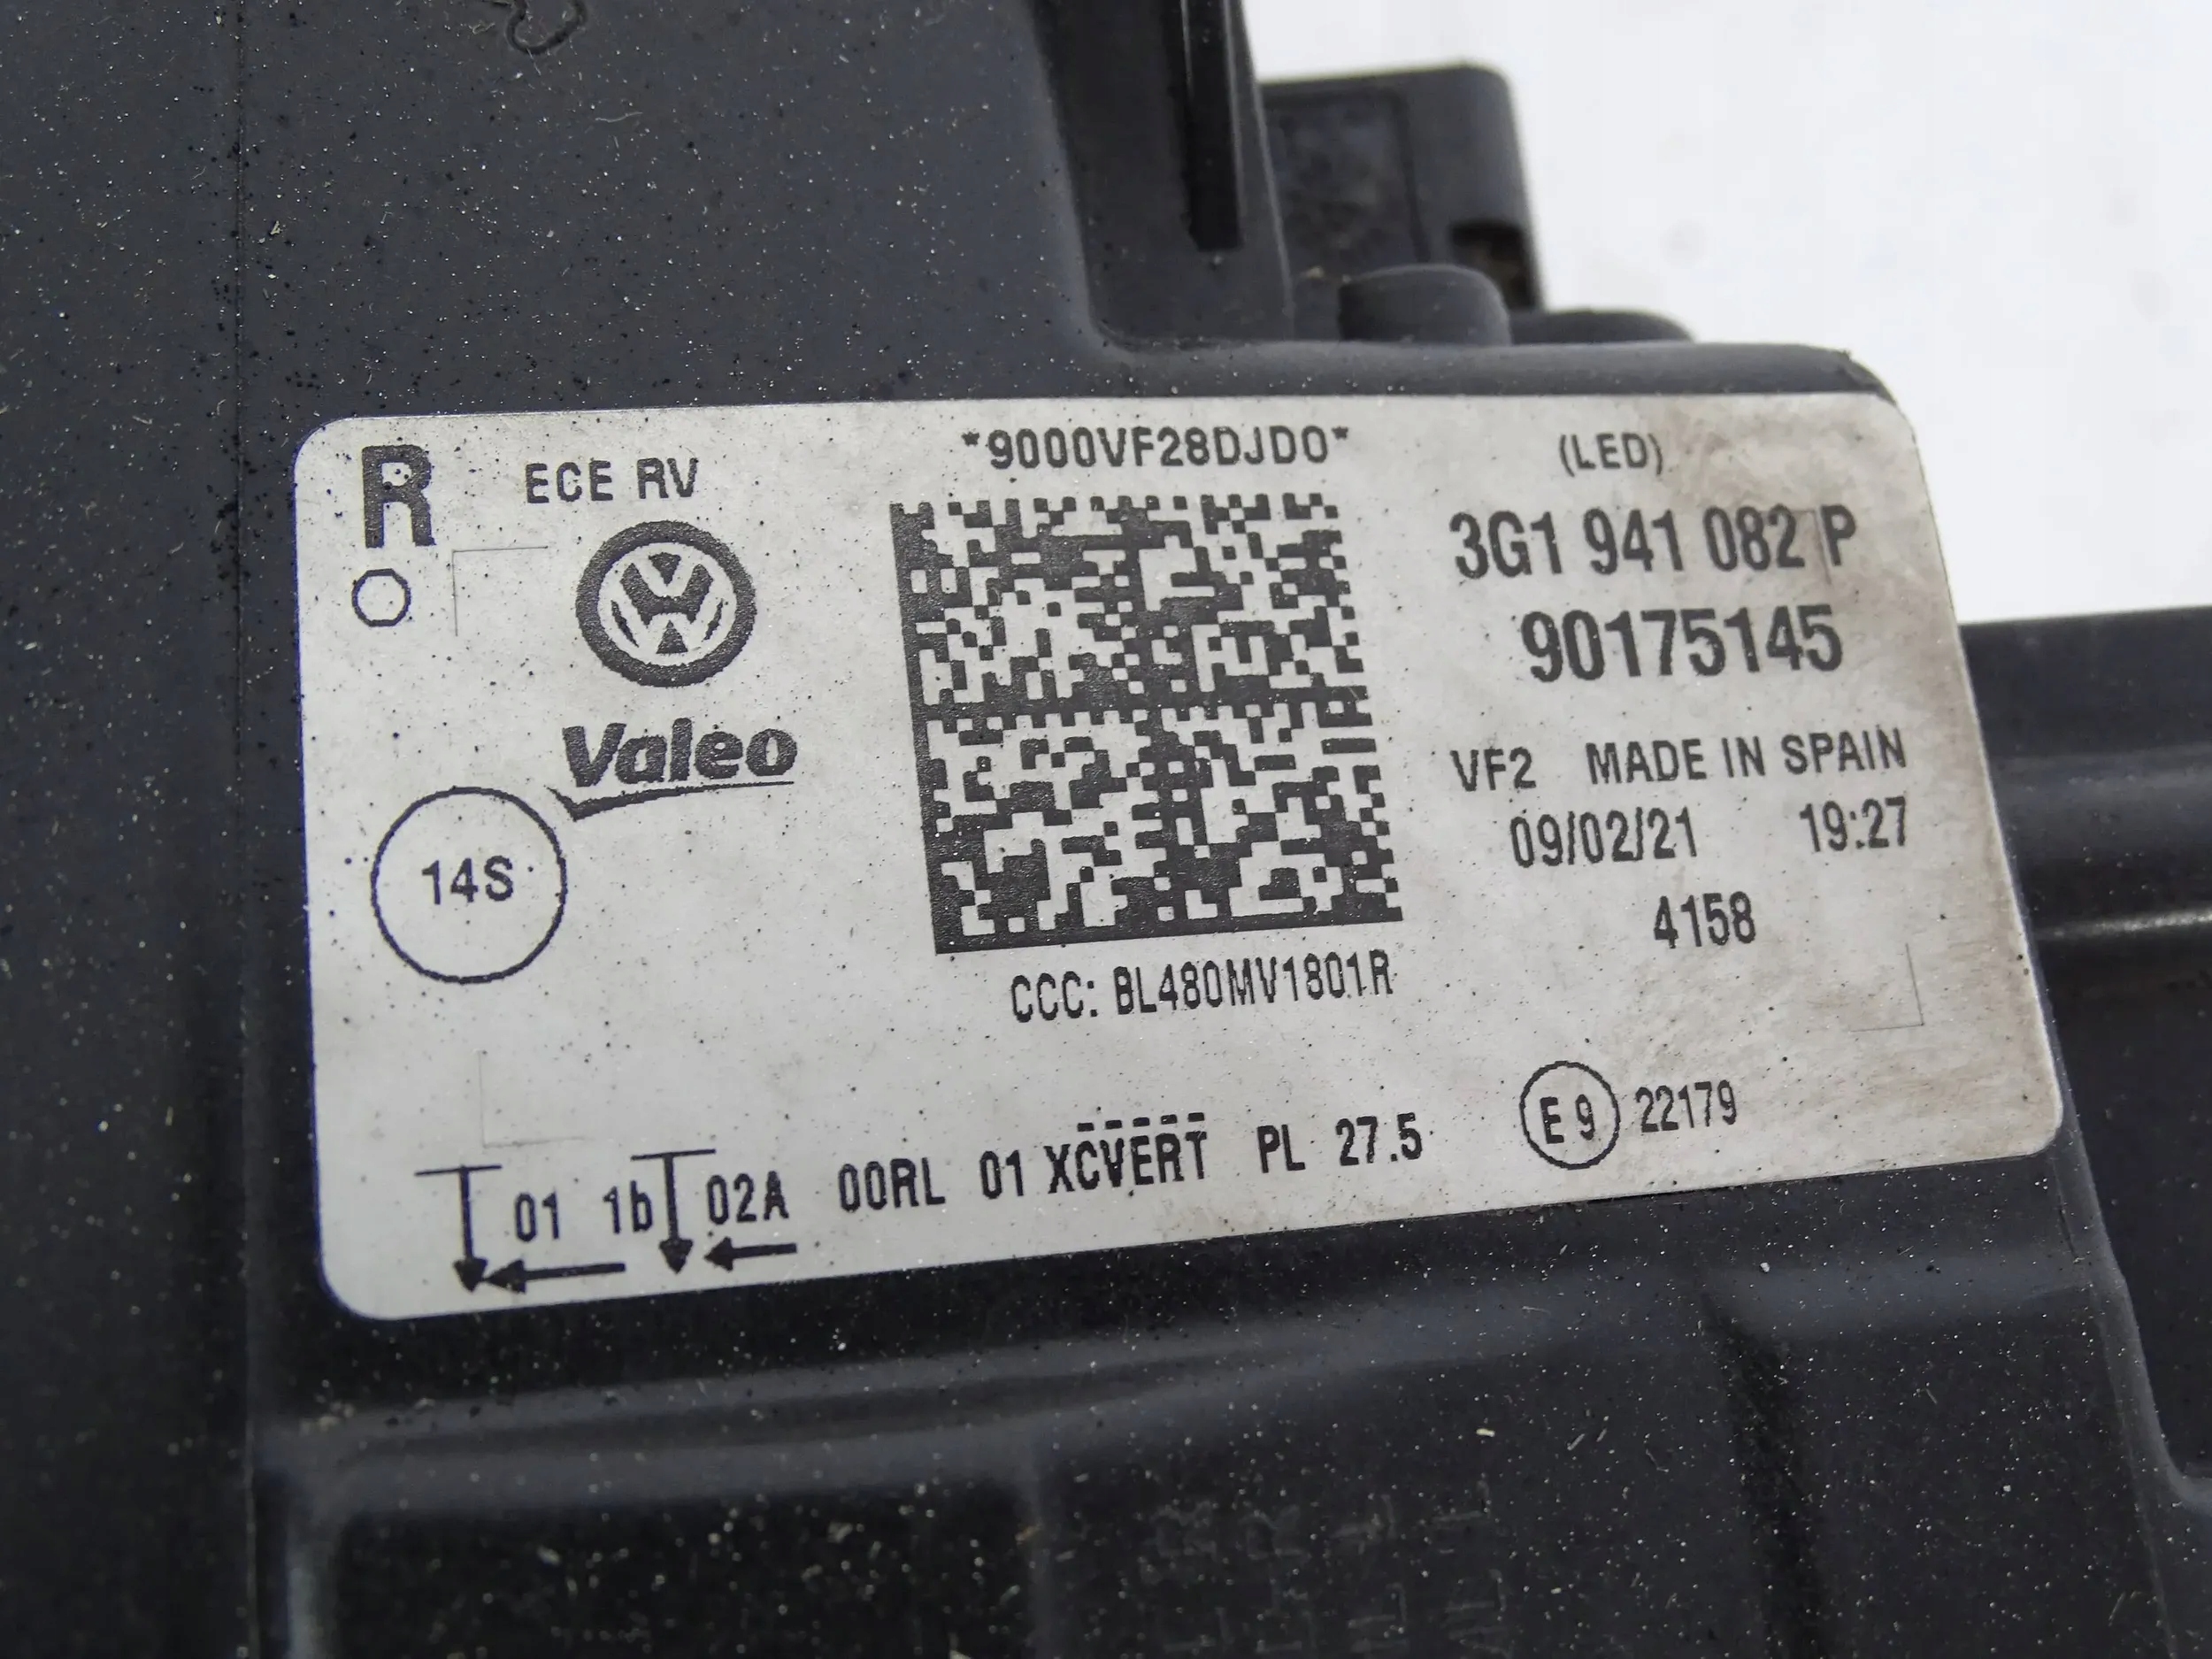 R
ECE RV
*9000VF28DJD0*
(LED)
3G1 941 082 P
90175145
Valeo
VF2 MADE IN SPAIN
09/02/21 19:27
14S
4158
CCC: BL480MV1801R
01 1b 02A 00RL 01 XCVERT PL 27.5 E9 22179